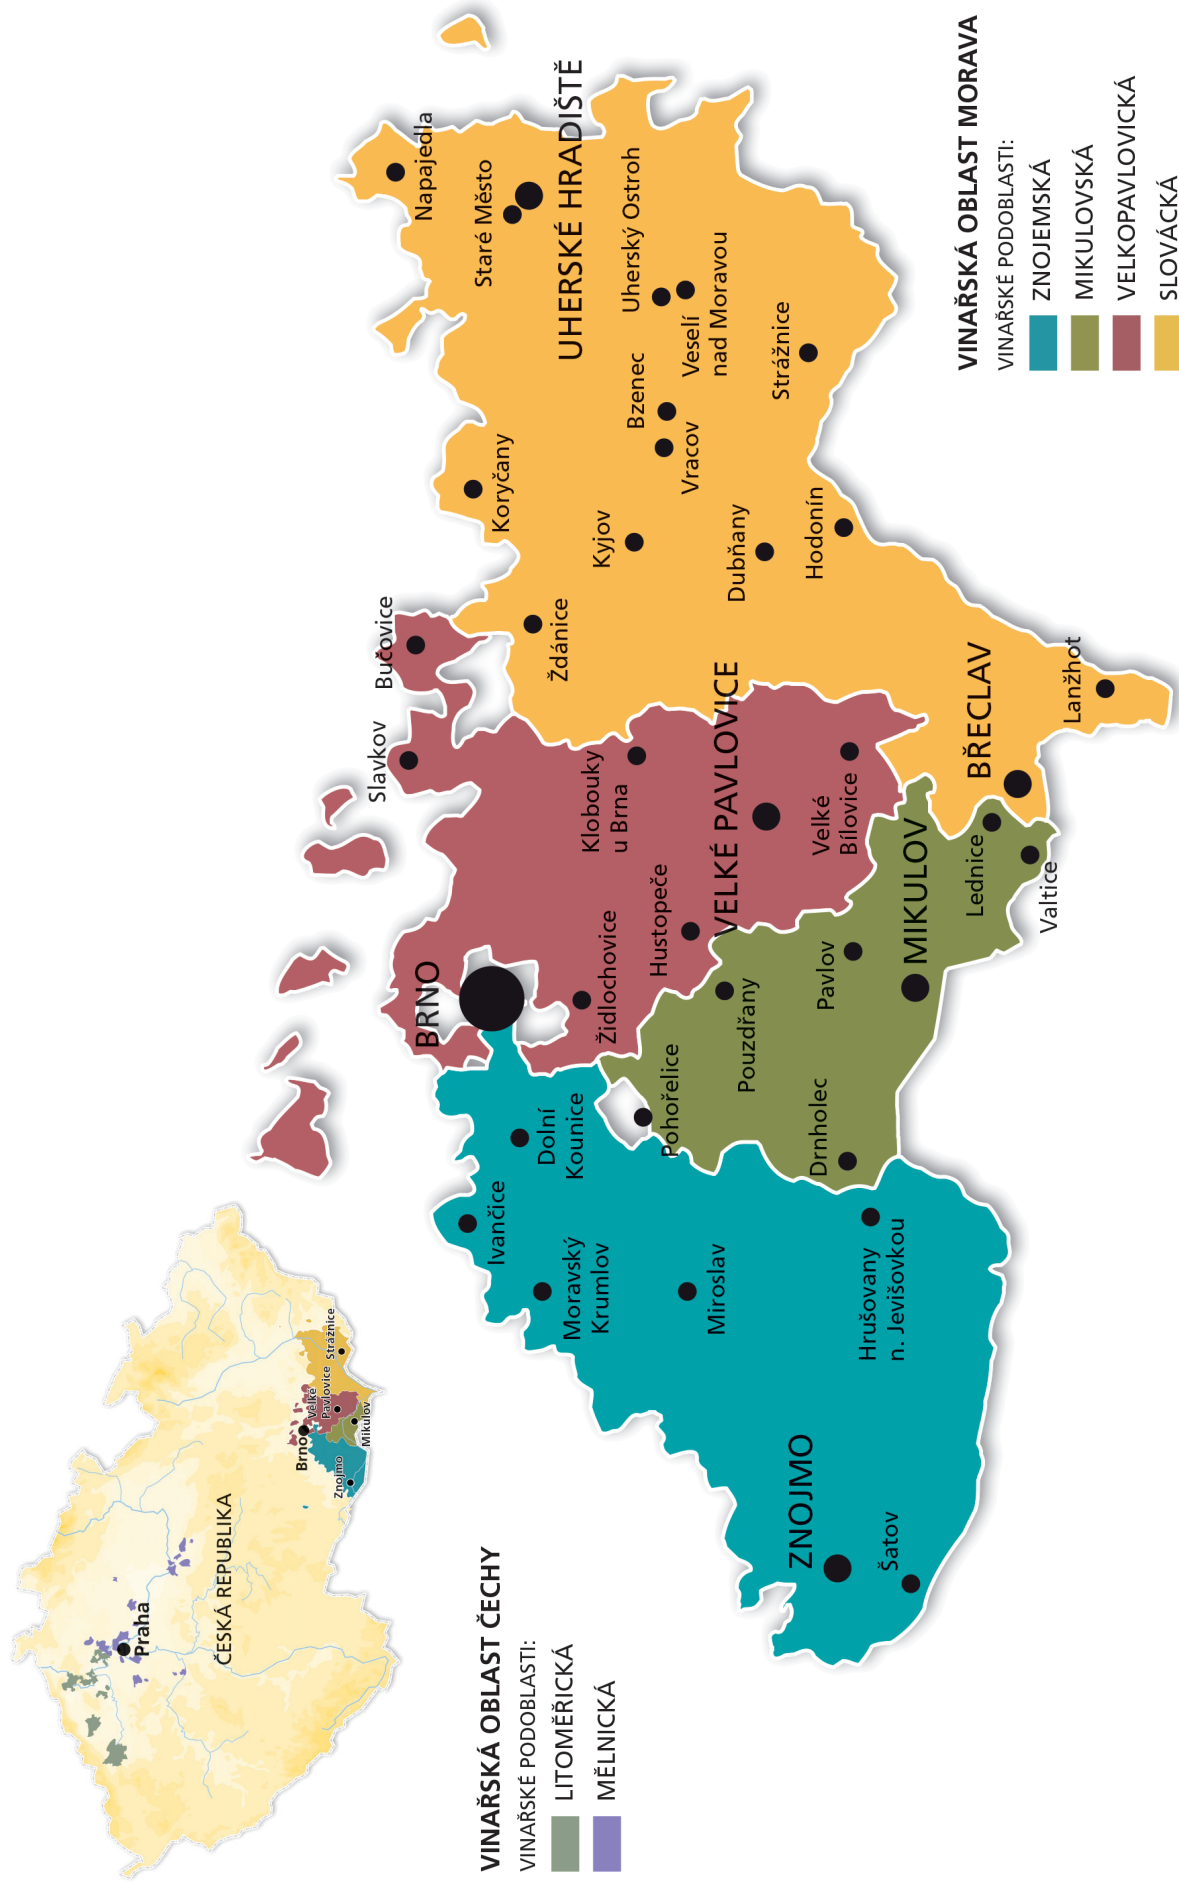 ČESKÁ REPUBLIKA
Praha
Brno
Znojmo
Velké
Pavlovice
Mikulov
Strážnice
VINAŘSKÁ OBLAST ČECHY
VINAŘSKÉ PODOBLASTI:
LITOMĚŘICKÁ
MĚLNICKÁ
BRNO
Slavkov
Bučovice
Koryčany
Napajedla
Staré Město
UHERSKÉ HRADIŠTĚ
Ivančice
Dolní
Kounice
Moravský
Krumlov
Židlochovice
Klobouky
u Brna
Ždánice
Kyjov
Bzenec
Vracov
Uherský Ostroh
Veselí
nad Moravou
Pohořelice
Hustopeče
Miroslav
Pouzdřany
VELKÉ PAVLOVICE
Dubňany
Strážnice
ZNOJMO
Drnholec
Pavlov
Velké
Bílovice
Hodonín
Šatov
Hrušovany
n. Jevišovkou
MIKULOV
Lednice
BŘECLAV
Valtice
Lanžhot
VINAŘSKÁ OBLAST MORAVA
VINAŘSKÉ PODOBLASTI:
ZNOJEMSKÁ
MIKULOVSKÁ
VELKOPAVLOVICKÁ
SLOVÁCKÁ